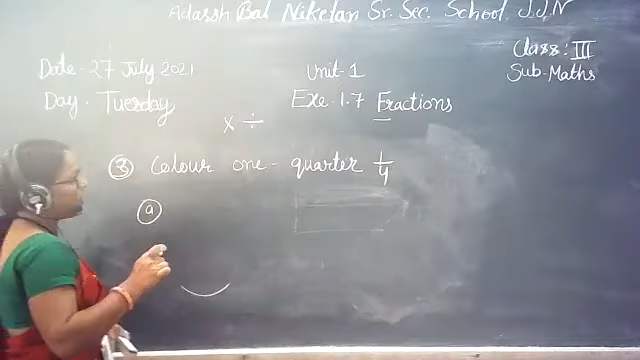 Adarsh Bal Niketan Sr. Sec. School, JJN
Class : III
Date - 27 July 2021 Unit - 1 Sub - Maths
Day - Tuesday Exe - 1.7 Fractions
× ÷
(3) Colour one - quarter 1/4
(a)